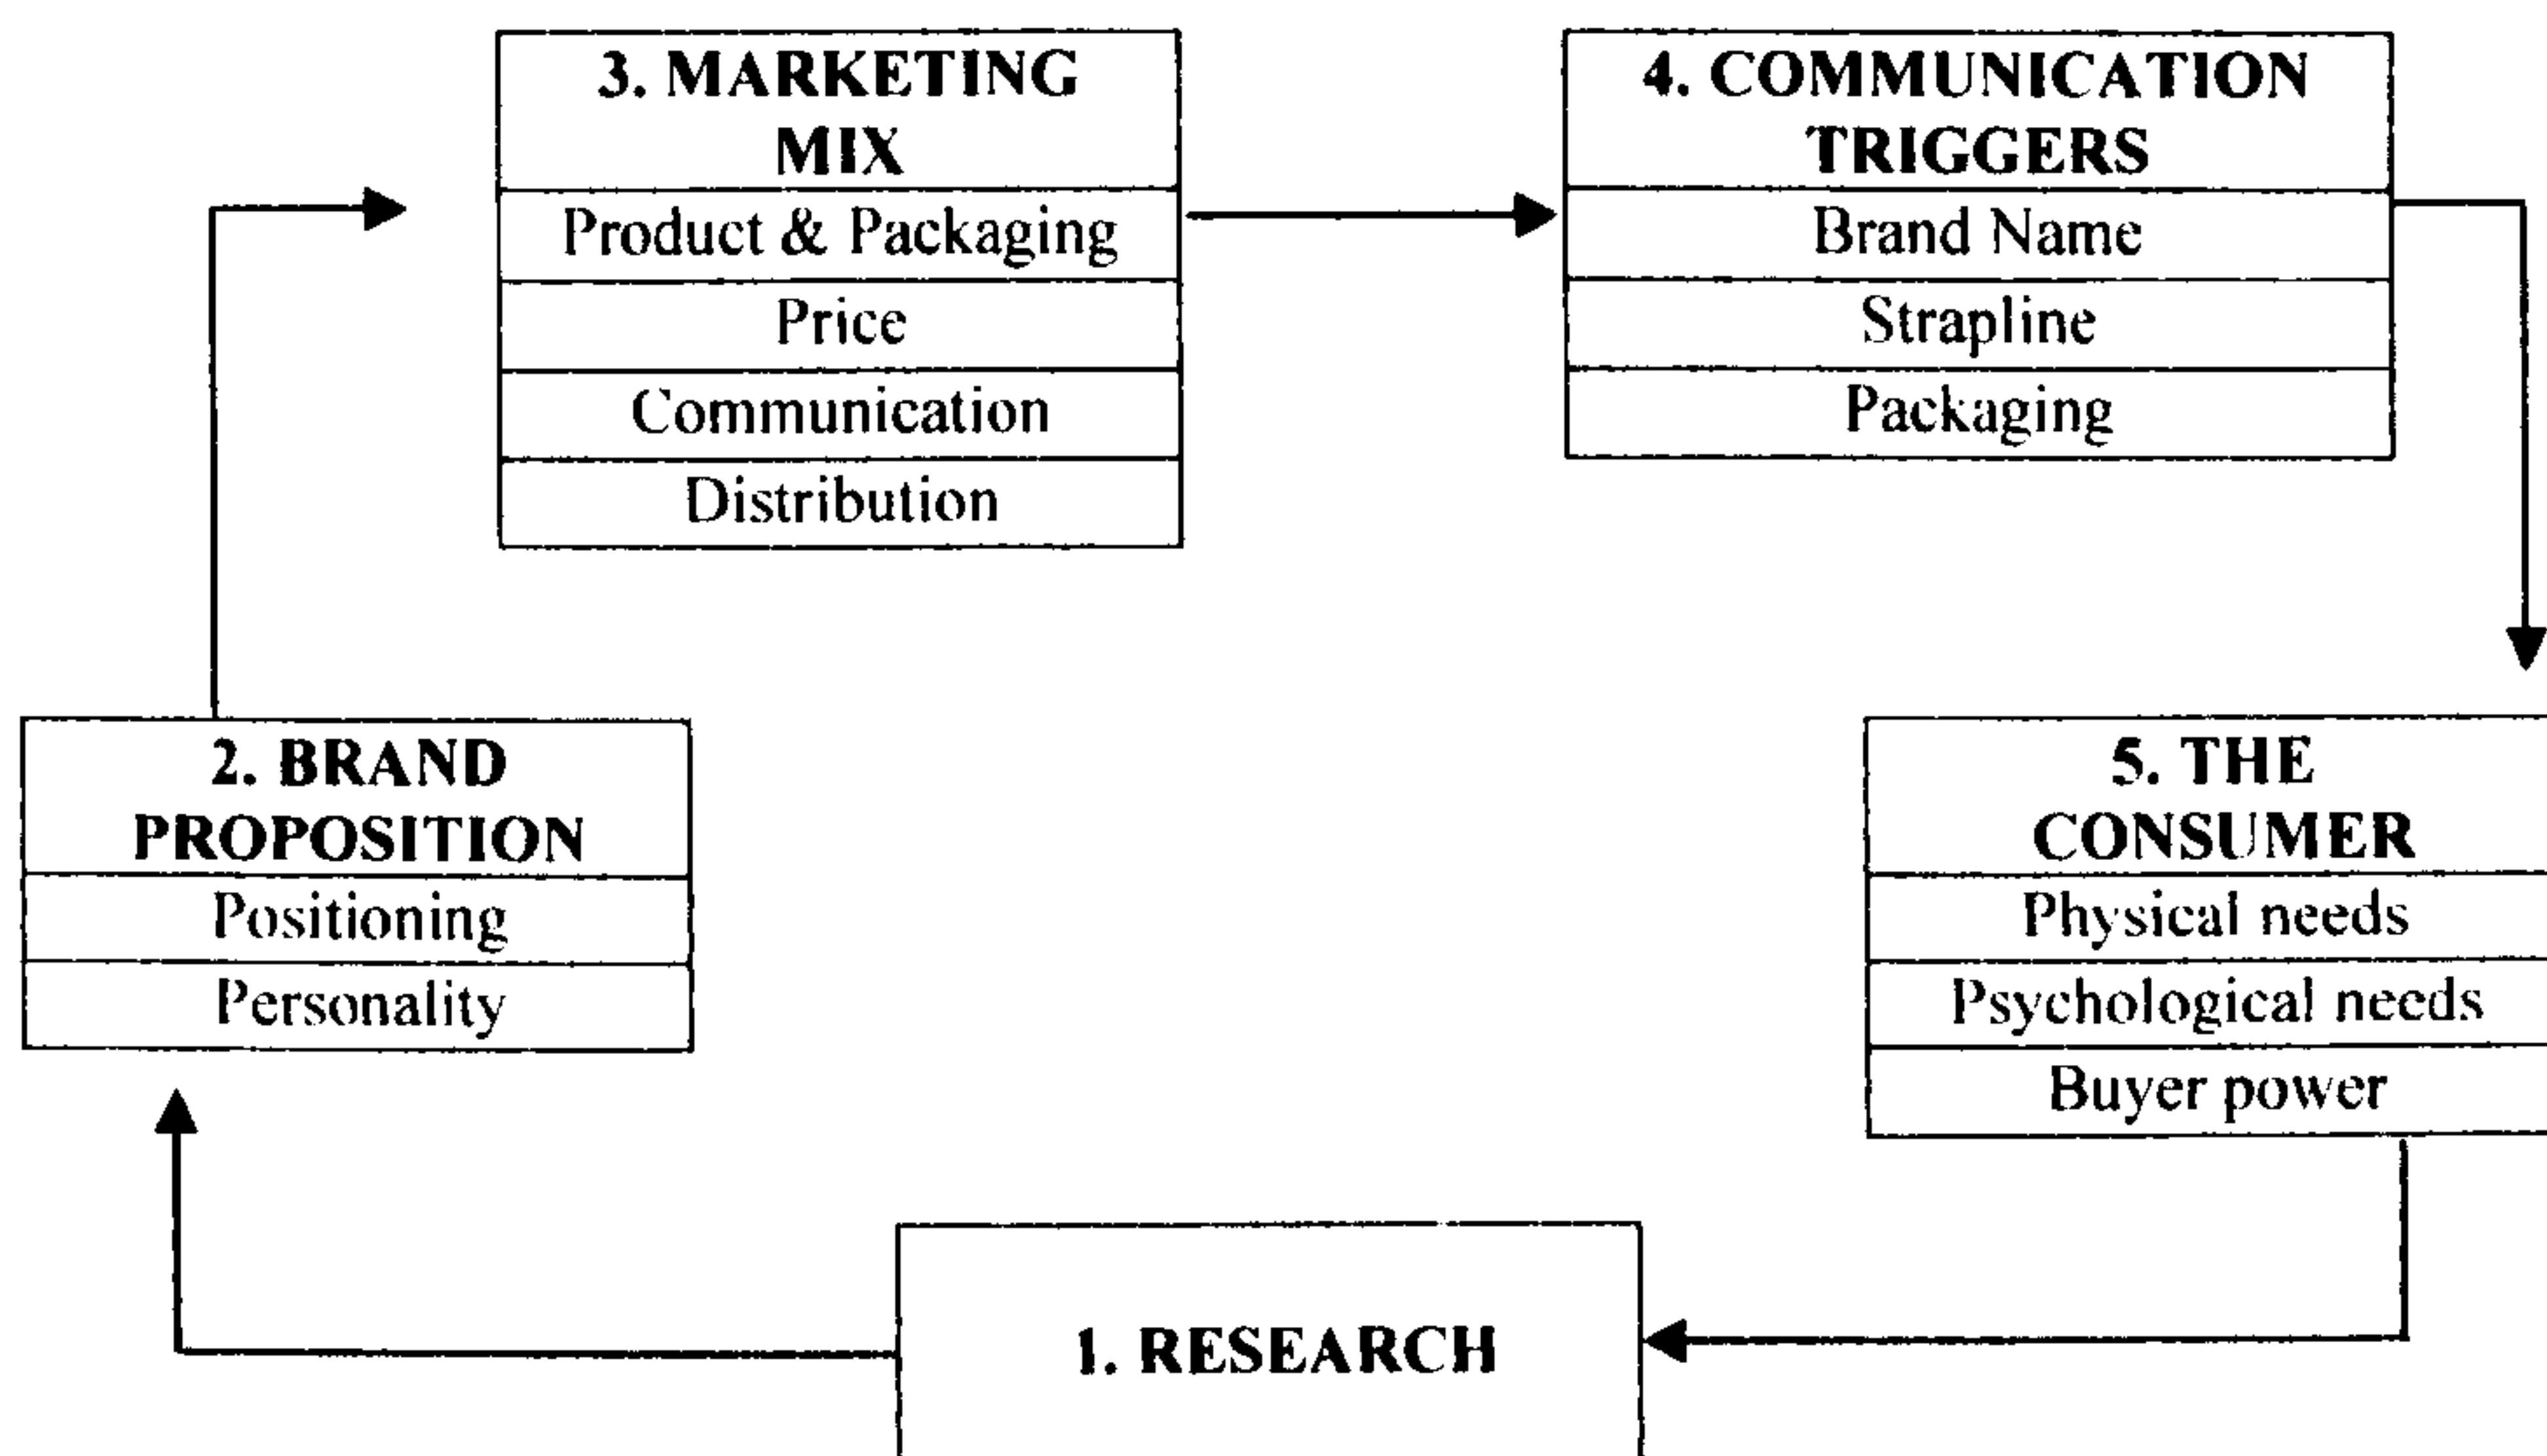 3. MARKETING
MIX
Product & Packaging
Price
Communication
Distribution
4. COMMUNICATION
TRIGGERS
Brand Name
Strapline
Packaging
2. BRAND
PROPOSITION
Positioning
Personality
5. THE
CONSUMER
Physical needs
Psychological needs
Buyer power
1. RESEARCH